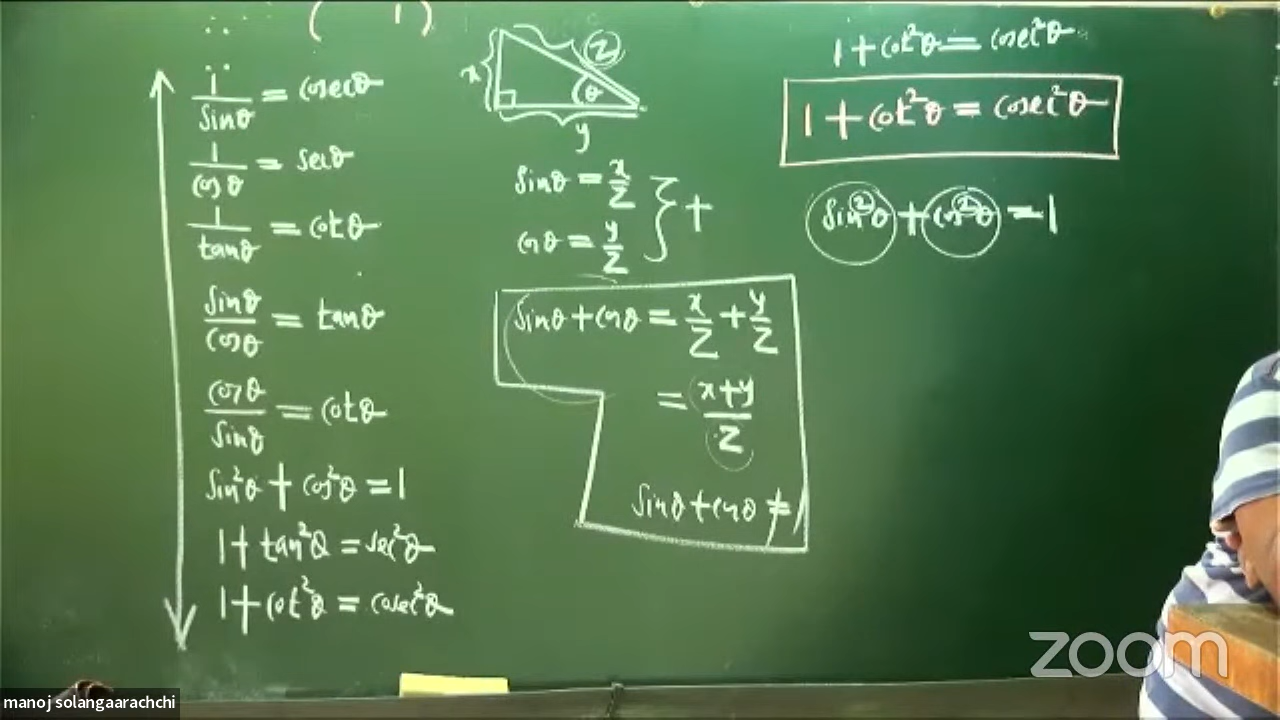 ( 1 )
1/sinθ = cosecθ
1/cosθ = secθ
1/tanθ = cotθ
sinθ/cosθ = tanθ
cosθ/sinθ = cotθ
sin²θ + cos²θ = 1
1 + tan²θ = sec²θ
1 + cot²θ = cosec²θ
x
z
θ
y
sinθ = x/z
cosθ = y/z
} +
sinθ + cosθ = x/z + y/z
= x+y/z
sinθ + cosθ ≠ 1
1 + cot²θ = cosec²θ
1 + cot²θ = cosec²θ
sin²θ + cos²θ = 1
zoom
manoj solangaarachchi